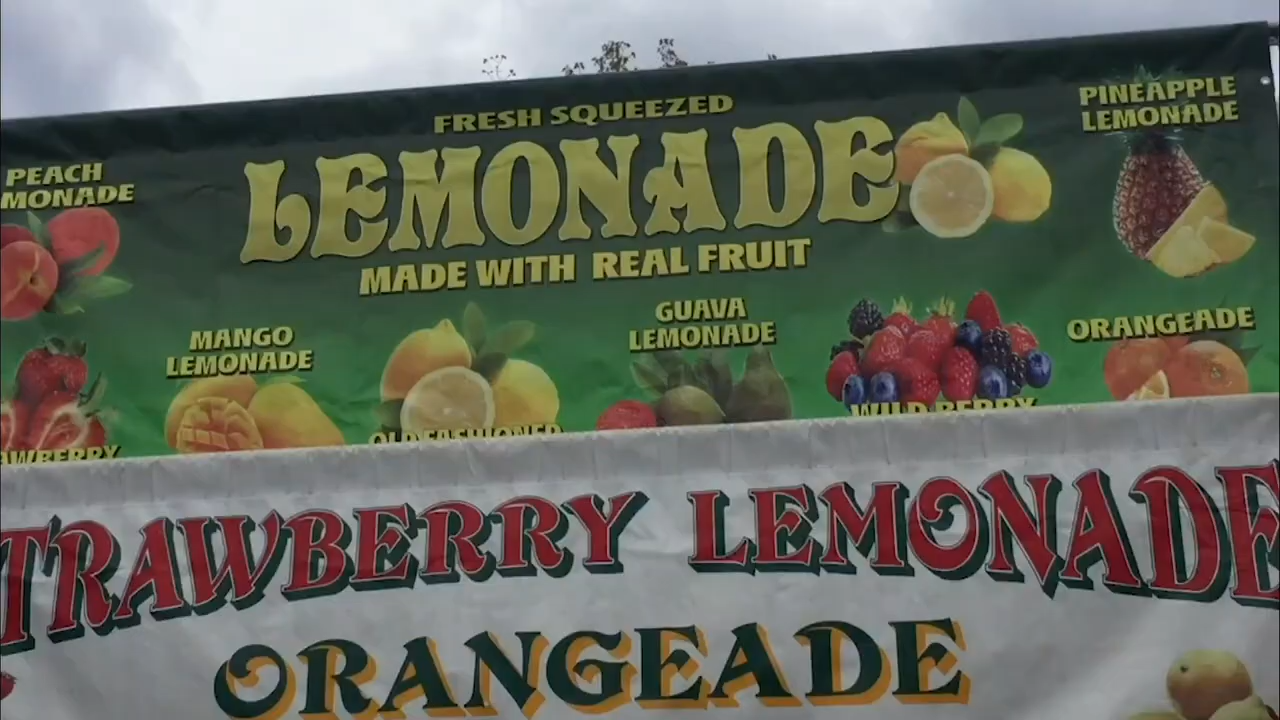 FRESH SQUEEZED
LEMONADE
MADE WITH REAL FRUIT
PINEAPPLE
LEMONADE
PEACH
MONADE
MANGO
LEMONADE
GUAVA
LEMONADE
ORANGEADE
AWBERRY
OLD FASHIONED
WILD BERRY
TRAWBERRY LEMONADE
ORANGEADE